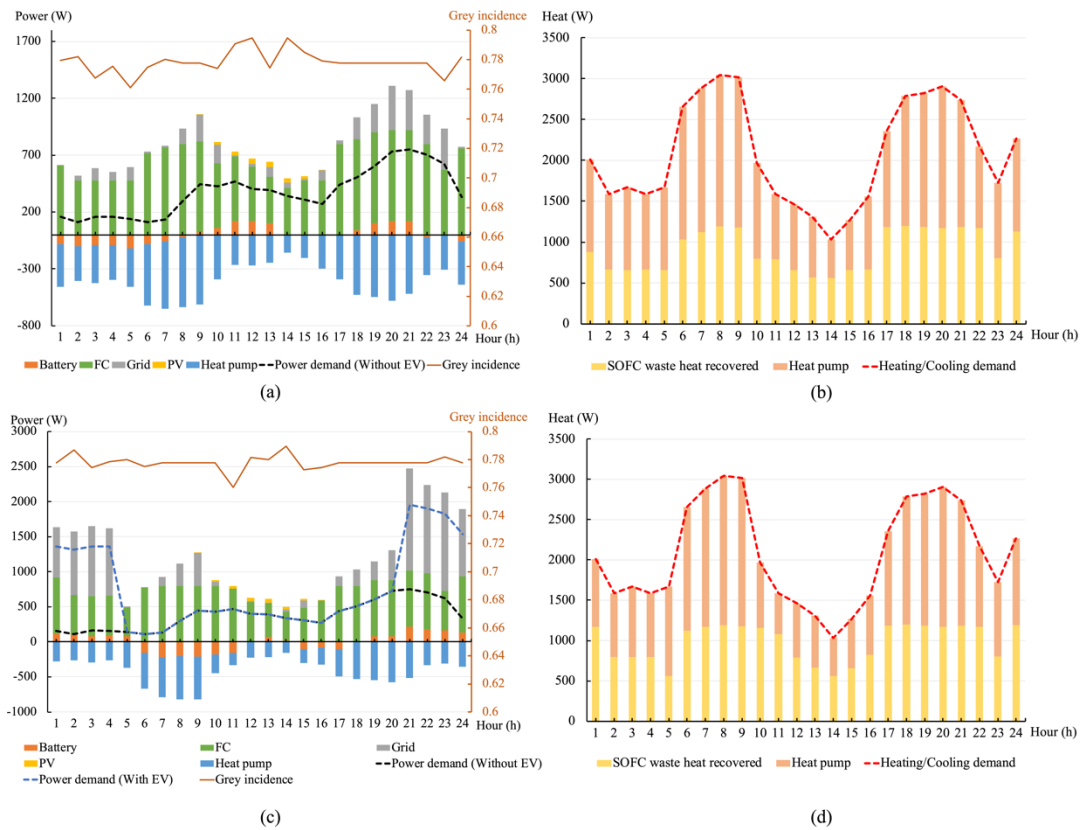 Power (W)
Grey incidence
1700
1200
700
200
-300
-800
0.8
0.78
0.76
0.74
0.72
0.7
0.68
0.66
0.64
0.62
0.6
1 2 3 4 5 6 7 8 9 10 11 12 13 14 15 16 17 18 19 20 21 22 23 24
Hour (h)
Battery FC Grid PV Heat pump Power demand (Without EV) Grey incidence
(a)
Heat (W)
3500
3000
2500
2000
1500
1000
500
0
1 2 3 4 5 6 7 8 9 10 11 12 13 14 15 16 17 18 19 20 21 22 23 24
Hour (h)
SOFC waste heat recovered Heat pump Heating/Cooling demand
(b)
Power (W)
Grey incidence
3000
2500
2000
1500
1000
500
0
-500
-1000
0.8
0.78
0.76
0.74
0.72
0.7
0.68
0.66
0.64
0.62
0.6
1 2 3 4 5 6 7 8 9 10 11 12 13 14 15 16 17 18 19 20 21 22 23 24
Hour (h)
Battery FC Grid
PV Heat pump Power demand (Without EV)
Power demand (With EV) Grey incidence
(c)
Heat (W)
3500
3000
2500
2000
1500
1000
500
0
1 2 3 4 5 6 7 8 9 10 11 12 13 14 15 16 17 18 19 20 21 22 23 24
Hour (h)
SOFC waste heat recovered Heat pump Heating/Cooling demand
(d)